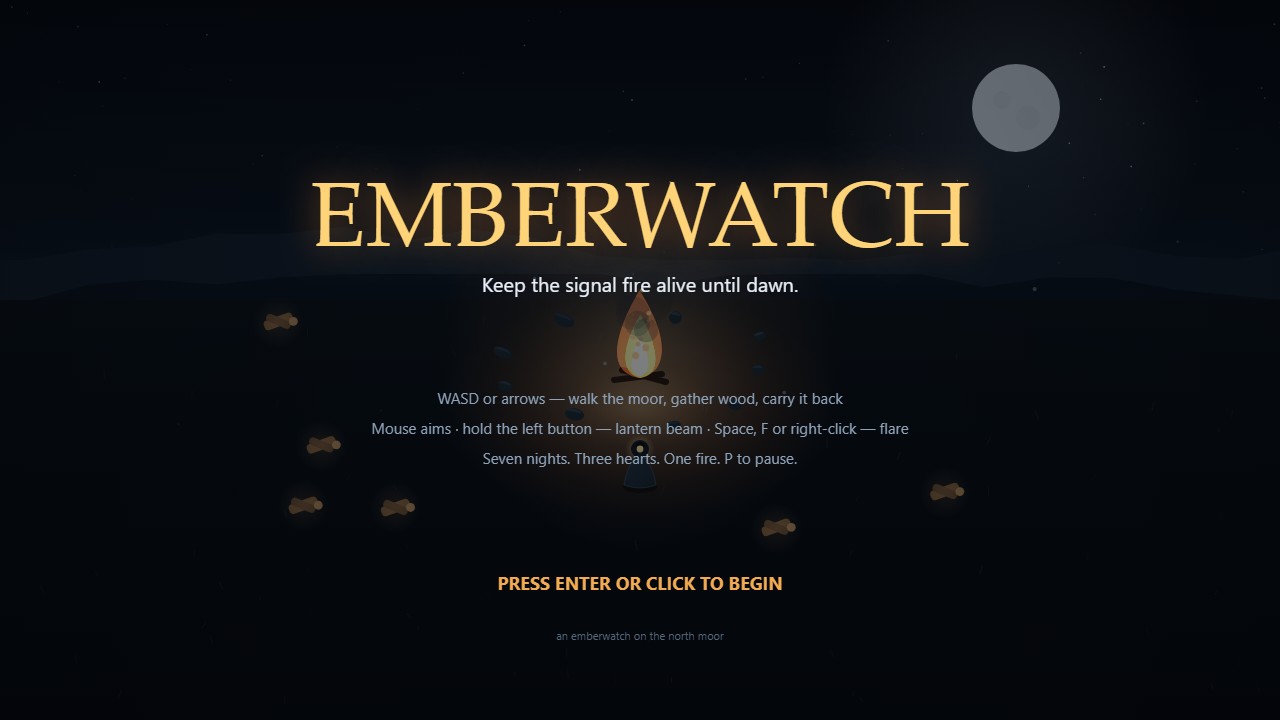 EMBERWATCH
Keep the signal fire alive until dawn.
WASD or arrows — walk the moor, gather wood, carry it back
Mouse aims · hold the left button — lantern beam · Space, F or right-click — flare
Seven nights. Three hearts. One fire. P to pause.
PRESS ENTER OR CLICK TO BEGIN
an emberwatch on the north moor